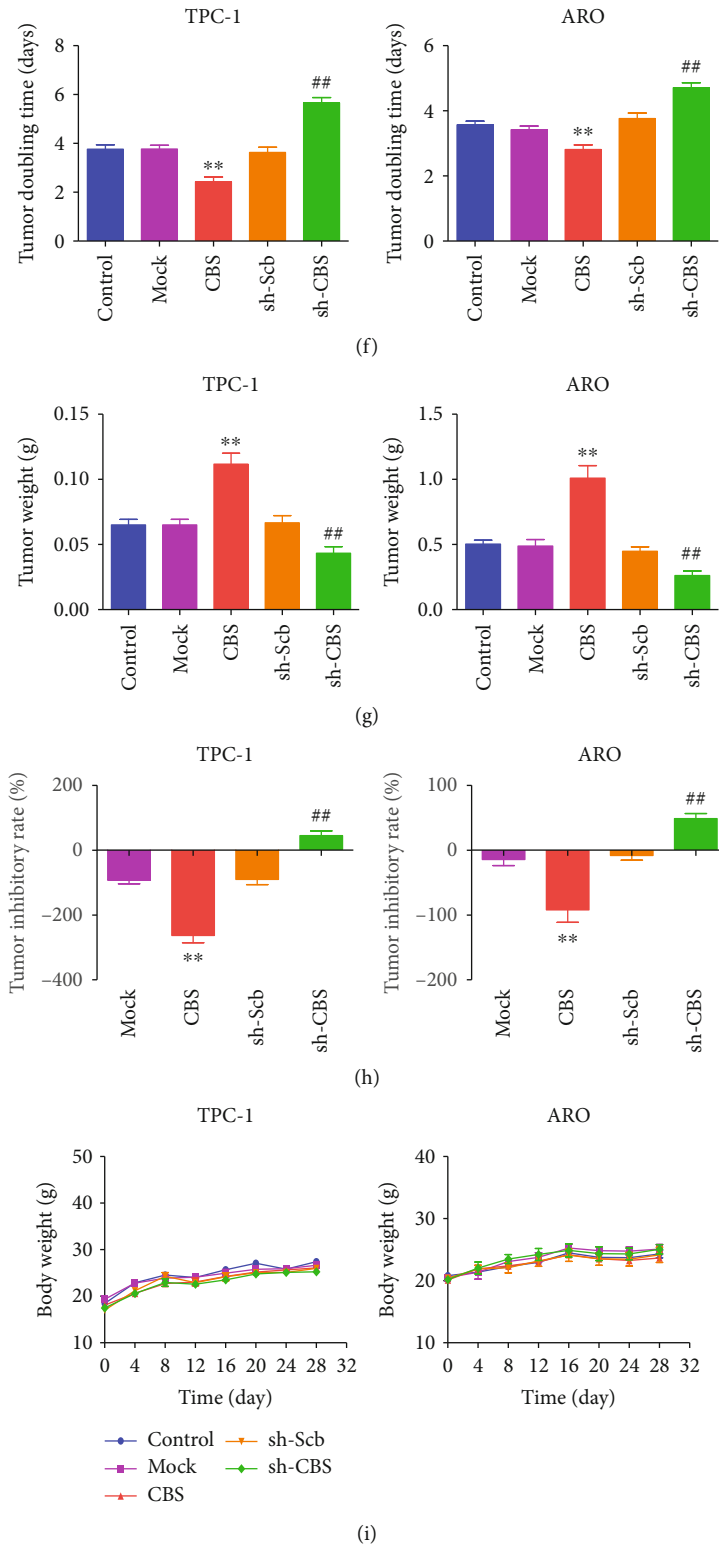 TPC-1
Tumor doubling time (days)
8
6
4
2
0
**
##
Control
Mock
CBS
sh-Scb
sh-CBS
ARO
Tumor doubling time (days)
6
4
2
0
**
##
Control
Mock
CBS
sh-Scb
sh-CBS
(f)
TPC-1
Tumor weight (g)
0.15
0.10
0.05
0.00
**
##
Control
Mock
CBS
sh-Scb
sh-CBS
ARO
Tumor weight (g)
1.5
1.0
0.5
0.0
**
##
Control
Mock
CBS
sh-Scb
sh-CBS
(g)
TPC-1
Tumor inhibitory rate (%)
200
0
−200
−400
**
##
Mock
CBS
sh-Scb
sh-CBS
ARO
Tumor inhibitory rate (%)
100
0
−100
−200
**
##
Mock
CBS
sh-Scb
sh-CBS
(h)
TPC-1
Body weight (g)
50
40
30
20
10
0 4 8 12 16 20 24 28 32
Time (day)
ARO
Body weight (g)
40
30
20
10
0 4 8 12 16 20 24 28 32
Time (day)
Control
Mock
CBS
sh-Scb
sh-CBS
(i)